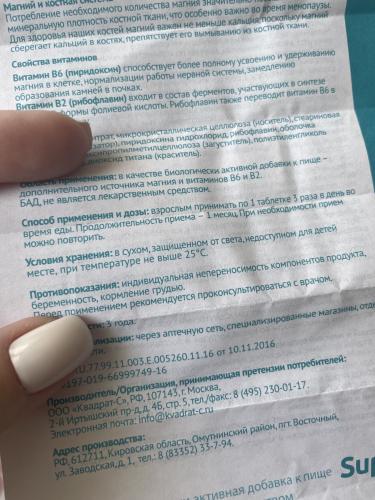 Магний и костная система
Потребление необходимого количества магния значительно
минеральную плотность костной ткани, что особенно важно во время менопаузы.
Для здоровья наших костей магний важен не меньше кальция, поскольку магний
сберегает кальций в костях, препятствует его вымыванию из костной ткани.
Свойства витаминов
Витамин В6 (пиридоксин) способствует более полному усвоению и удержанию
магния в клетке, нормализации работы нервной системы, замедлению
образования камней в почках.
Витамин В2 (рибофлавин) входит в состав ферментов, участвующих в синтезе
формы фолиевой кислоты. Рибофлавин также переводит витамин В6 в
микрокристаллическая целлюлоза (носитель), стеариновая
пиридоксина гидрохлорид, рибофлавин, оболочка
(загуститель), полиэтиленгликоль
диоксид титана (краситель).
применения: в качестве биологически активной добавки к пище –
дополнительного источника магния и витаминов В6 и В2.
БАД, не является лекарственным средством.
Способ применения и дозы: взрослым принимать по 1 таблетке 3 раза в день во
время еды. Продолжительность приема – 1 месяц. При необходимости прием
можно повторить.
Условия хранения: в сухом, защищенном от света, недоступном для детей
месте, при температуре не выше 25°С.
Противопоказания: индивидуальная непереносимость компонентов продукта,
беременность, кормление грудью.
Перед применением рекомендуется проконсультироваться с врачом.
3 года.
через аптечную сеть, специализированные магазины,
.77.99.11.003.Е.005260.11.16 от 10.11.2016
0197-019-66999749-16
Производитель/Организация, принимающая претензии потребителей:
ООО «Квадрат-С», РФ, 107143, г. Москва,
2-й Иртышский пр-д, д. 4б, стр. 5, тел./факс: 8 (495) 230-01-17.
Электронная почта: info@kvadrat-c.ru
Адрес производства:
РФ, 612711, Кировская область, Омутнинский район, пгт. Восточный,
ул. Заводская, д. 1, тел.: 8 (83352) 33-7-94.
Su
активная добавка к пище